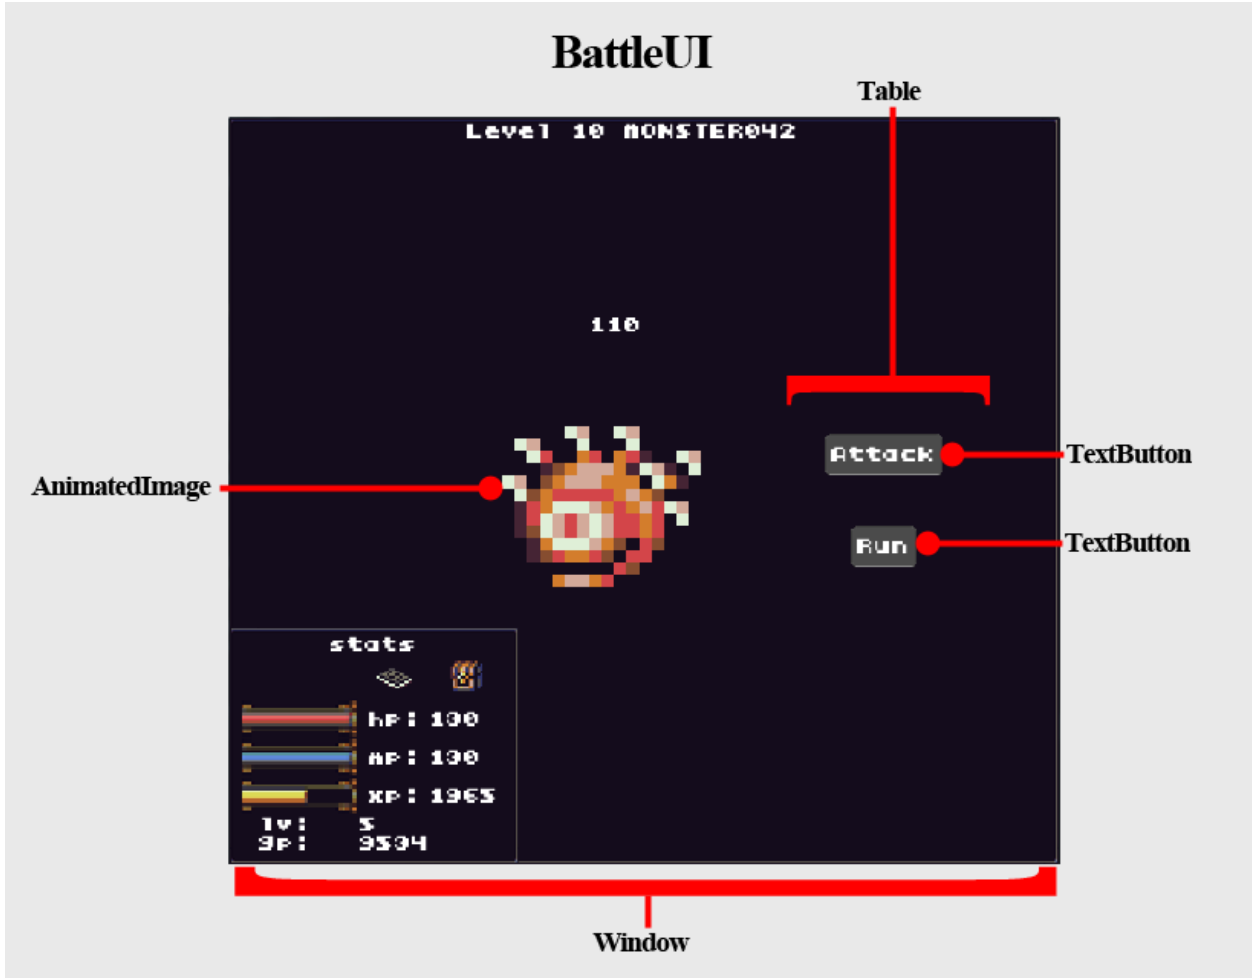 BattleUI
Table
Level 10 MONSTER042
110
Attack
TextButton
AnimatedImage
Run
TextButton
stats
hp: 130
mp: 130
xp: 1965
lv: 5
gp: 9594
Window